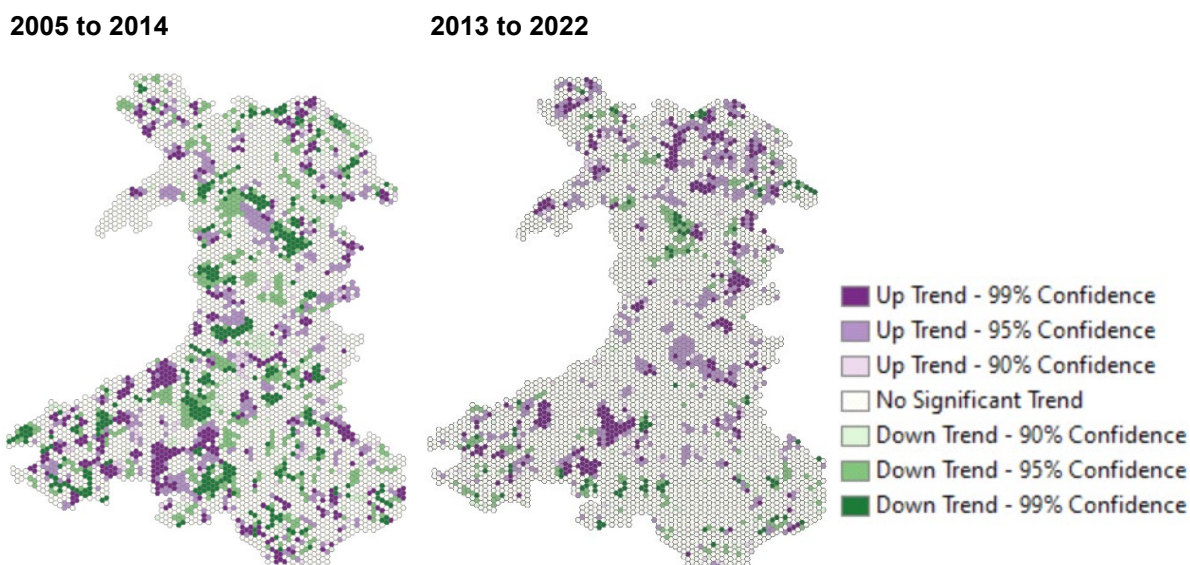 2005 to 2014
2013 to 2022
Up Trend - 99% Confidence
Up Trend - 95% Confidence
Up Trend - 90% Confidence
No Significant Trend
Down Trend - 90% Confidence
Down Trend - 95% Confidence
Down Trend - 99% Confidence